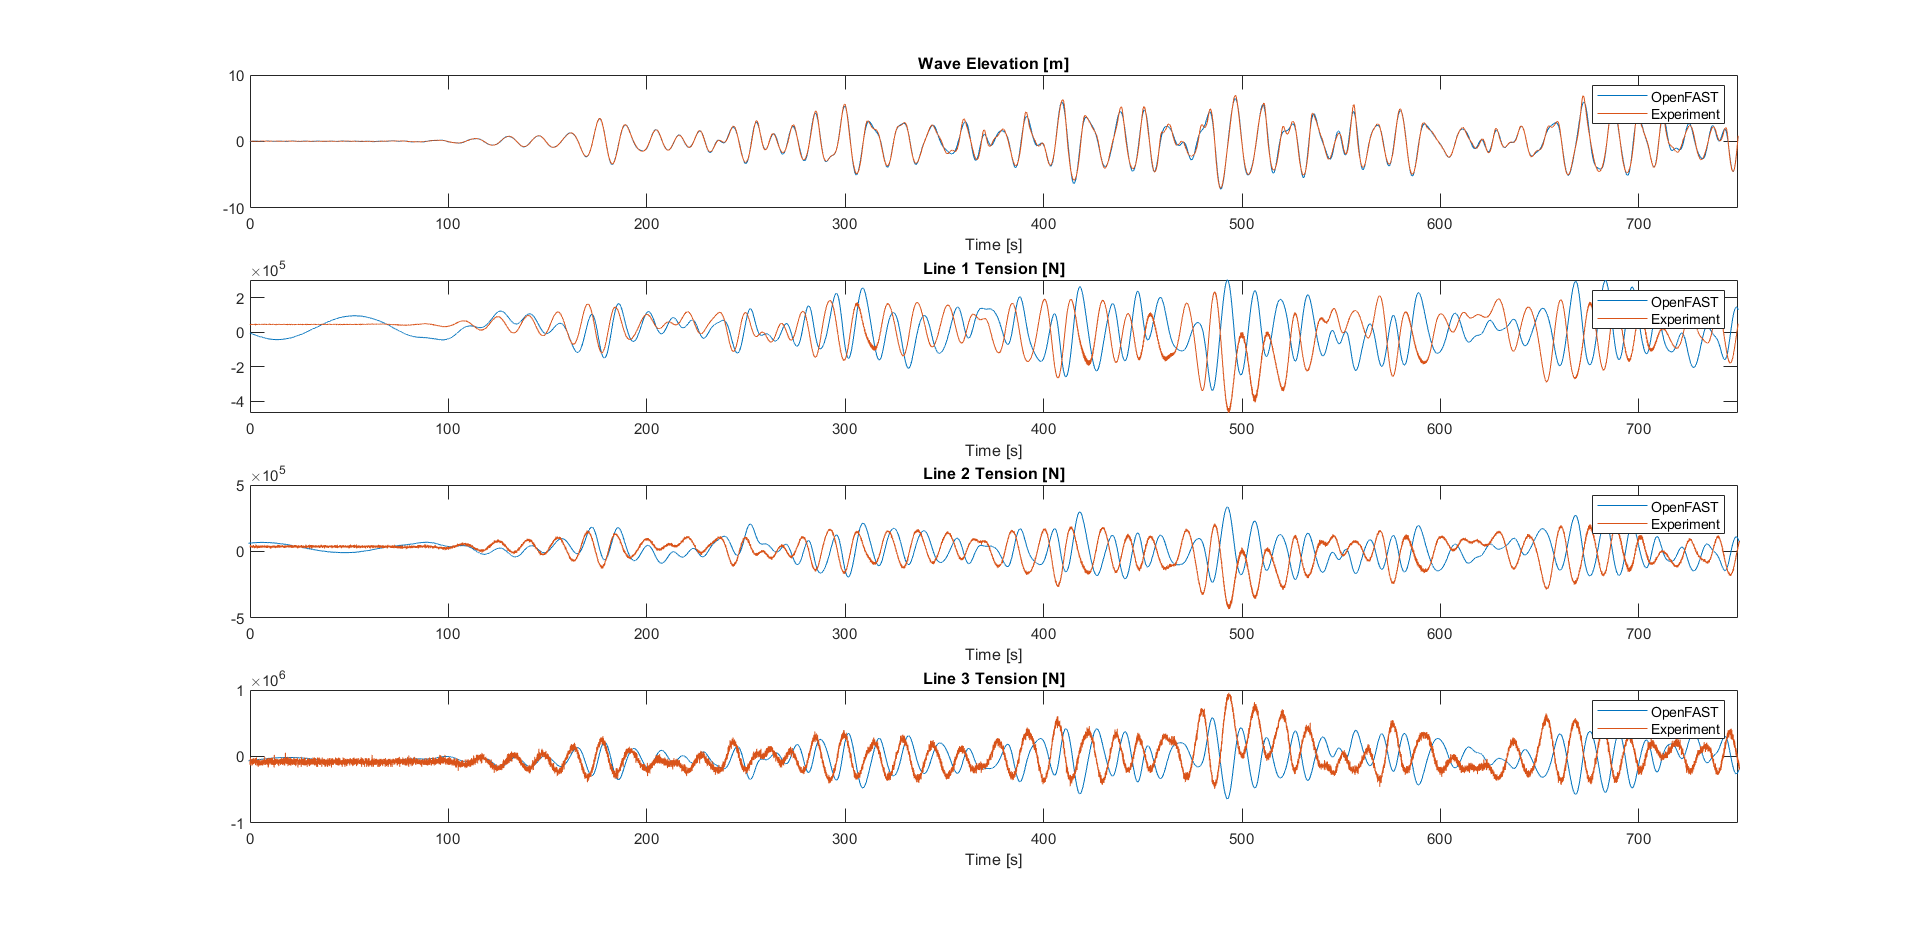 Wave Elevation [m]
10
0
-10
OpenFAST
Experiment
0 100 200 300 400 500 600 700
Time [s]
Line 1 Tension [N]
×10^5
2
0
-2
-4
OpenFAST
Experiment
0 100 200 300 400 500 600 700
Time [s]
Line 2 Tension [N]
×10^5
5
0
-5
OpenFAST
Experiment
0 100 200 300 400 500 600 700
Time [s]
Line 3 Tension [N]
×10^6
1
0
-1
OpenFAST
Experiment
0 100 200 300 400 500 600 700
Time [s]